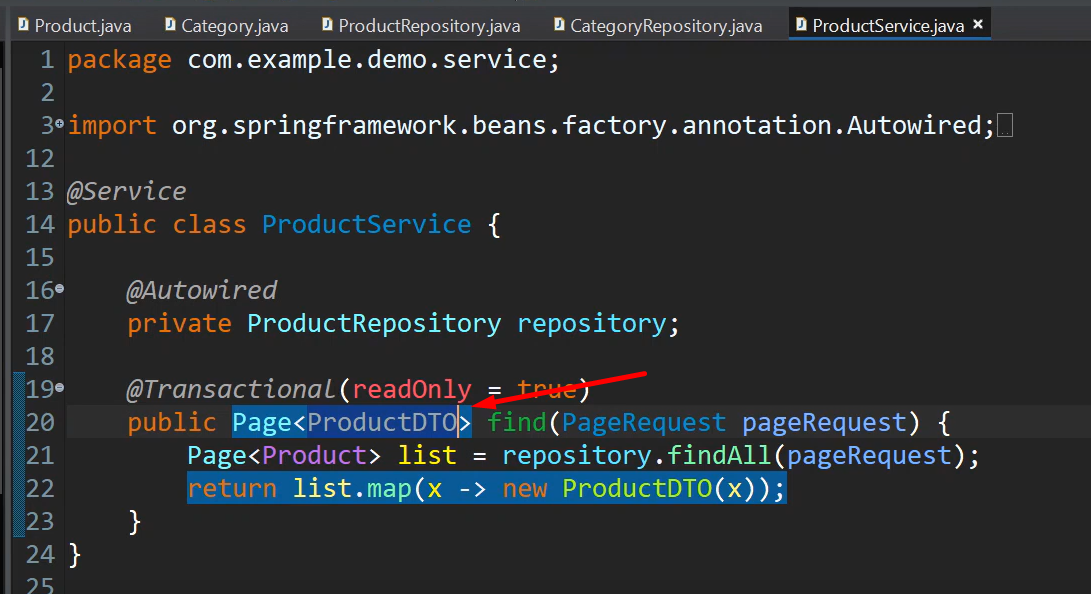 Product.java Category.java ProductRepository.java CategoryRepository.java ProductService.java
1 package com.example.demo.service;
2
3 import org.springframework.beans.factory.annotation.Autowired;
12
13 @Service
14 public class ProductService {
15
16 @Autowired
17 private ProductRepository repository;
18
19 @Transactional(readOnly = true)
20 public Page<ProductDTO> find(PageRequest pageRequest) {
21 Page<Product> list = repository.findAll(pageRequest);
22 return list.map(x -> new ProductDTO(x));
23 }
24 }
25